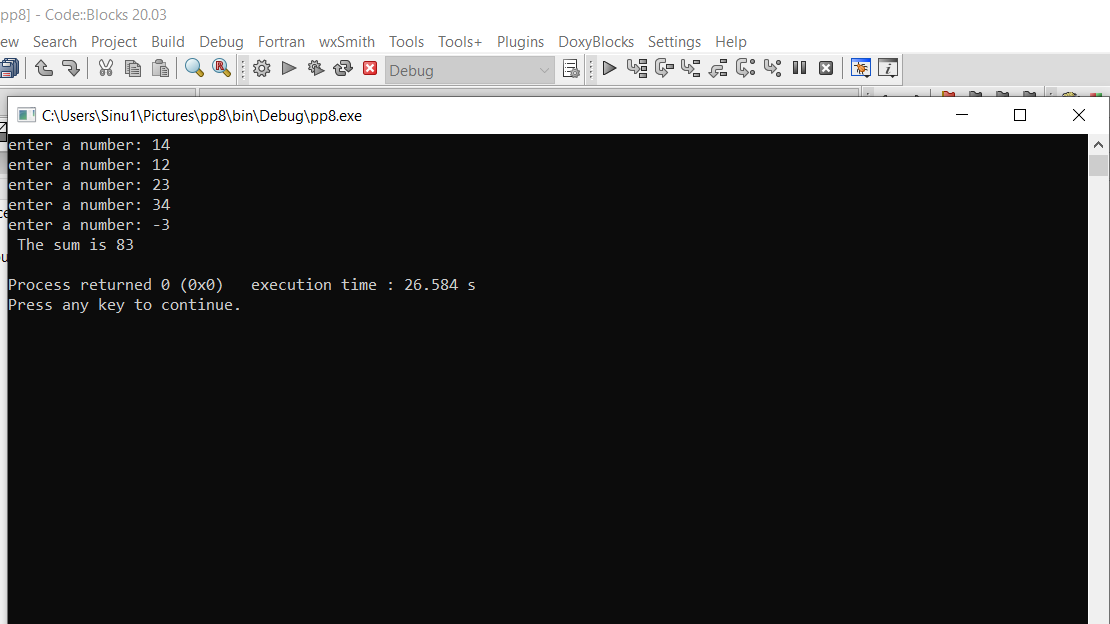 pp8] - Code::Blocks 20.03
ew Search Project Build Debug Fortran wxSmith Tools Tools+ Plugins DoxyBlocks Settings Help
Debug
C:\Users\Sinu1\Pictures\pp8\bin\Debug\pp8.exe
enter a number: 14
enter a number: 12
enter a number: 23
enter a number: 34
enter a number: -3
The sum is 83
Process returned 0 (0x0)   execution time : 26.584 s
Press any key to continue.